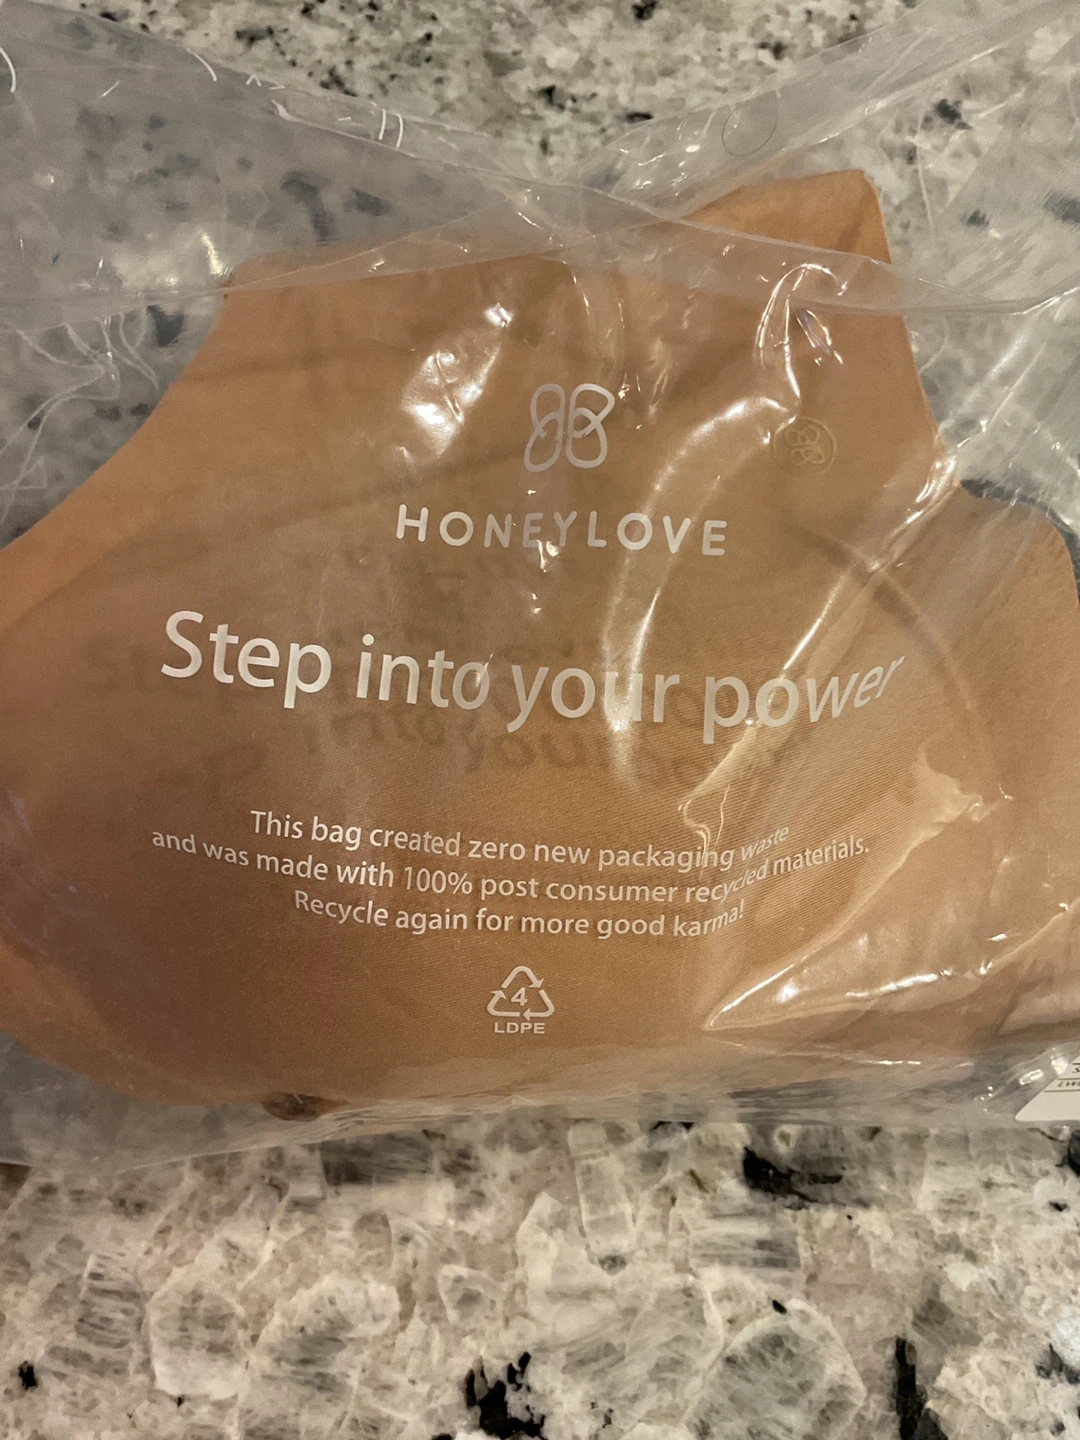 HONEYLOVE
Step into your power
This bag created zero new packaging waste
and was made with 100% post consumer recycled materials.
Recycle again for more good karma!
4
LDPE